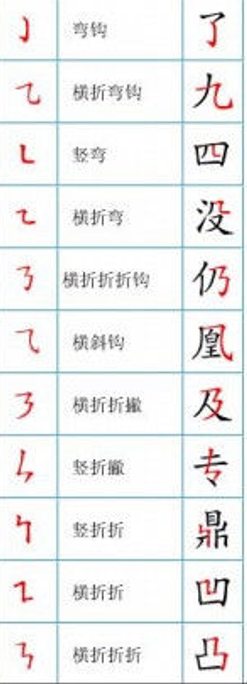 ㇁ 弯钩 了
㇈ 横折弯钩 九
㇄ 竖弯 四
㇍ 横折弯 没
㇡ 横折折折钩 仍
⺄ 横斜钩 凰
㇋ 横折折撇 及
ㄣ 竖折撇 专
㇞ 竖折折 鼎
㇅ 横折折 凹
㇎ 横折折折 凸